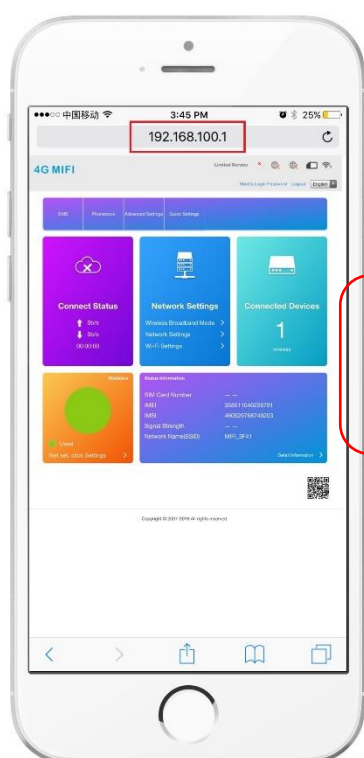 中国移动 3:45 PM 25%
192.168.100.1
4G MIFI
Limited Service
Modify Login Password Logout English
SMS Phonebook Advanced Settings Quick Settings
Connect Status
0b/s
0b/s
00:00:00
Network Settings
Wireless Broadband Mode >
Network Settings >
Wi-Fi Settings >
Connected Devices
1
Statistics
Used
Not set, click Settings >
Status Information
SIM Card Number -- --
IMEI
IMSI
Signal Strength -- --
Network Name(SSID) MIFI_3F41
Detail Information >